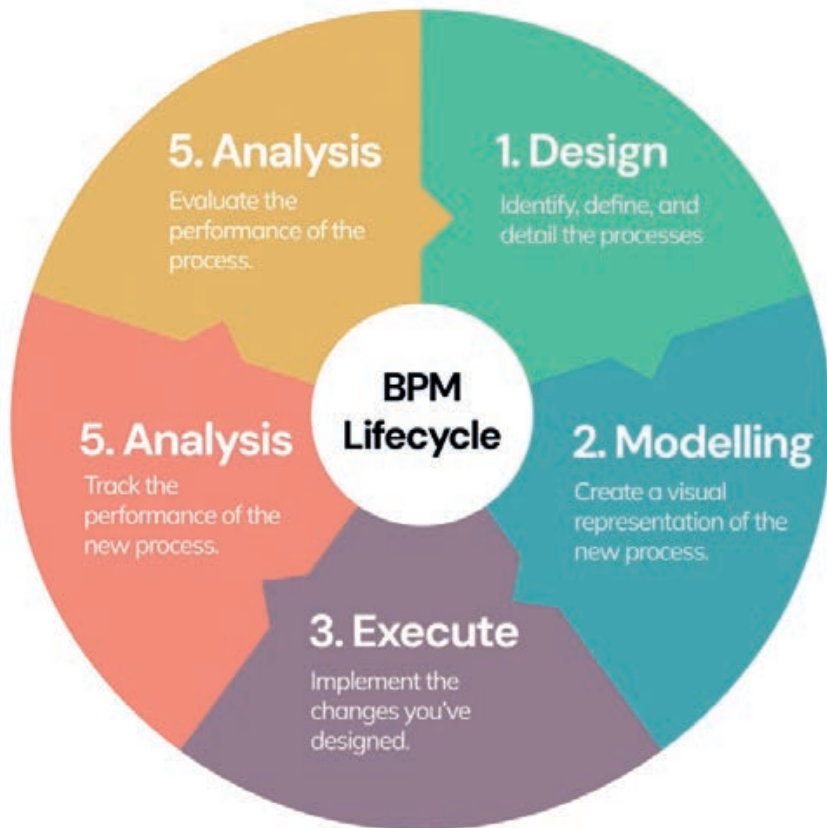 BPM
Lifecycle
1. Design
Identify, define, and
detail the processes
2. Modelling
Create a visual
representation of the
new process.
3. Execute
Implement the
changes you've
designed.
5. Analysis
Track the
performance of the
new process.
5. Analysis
Evaluate the
performance of the
process.